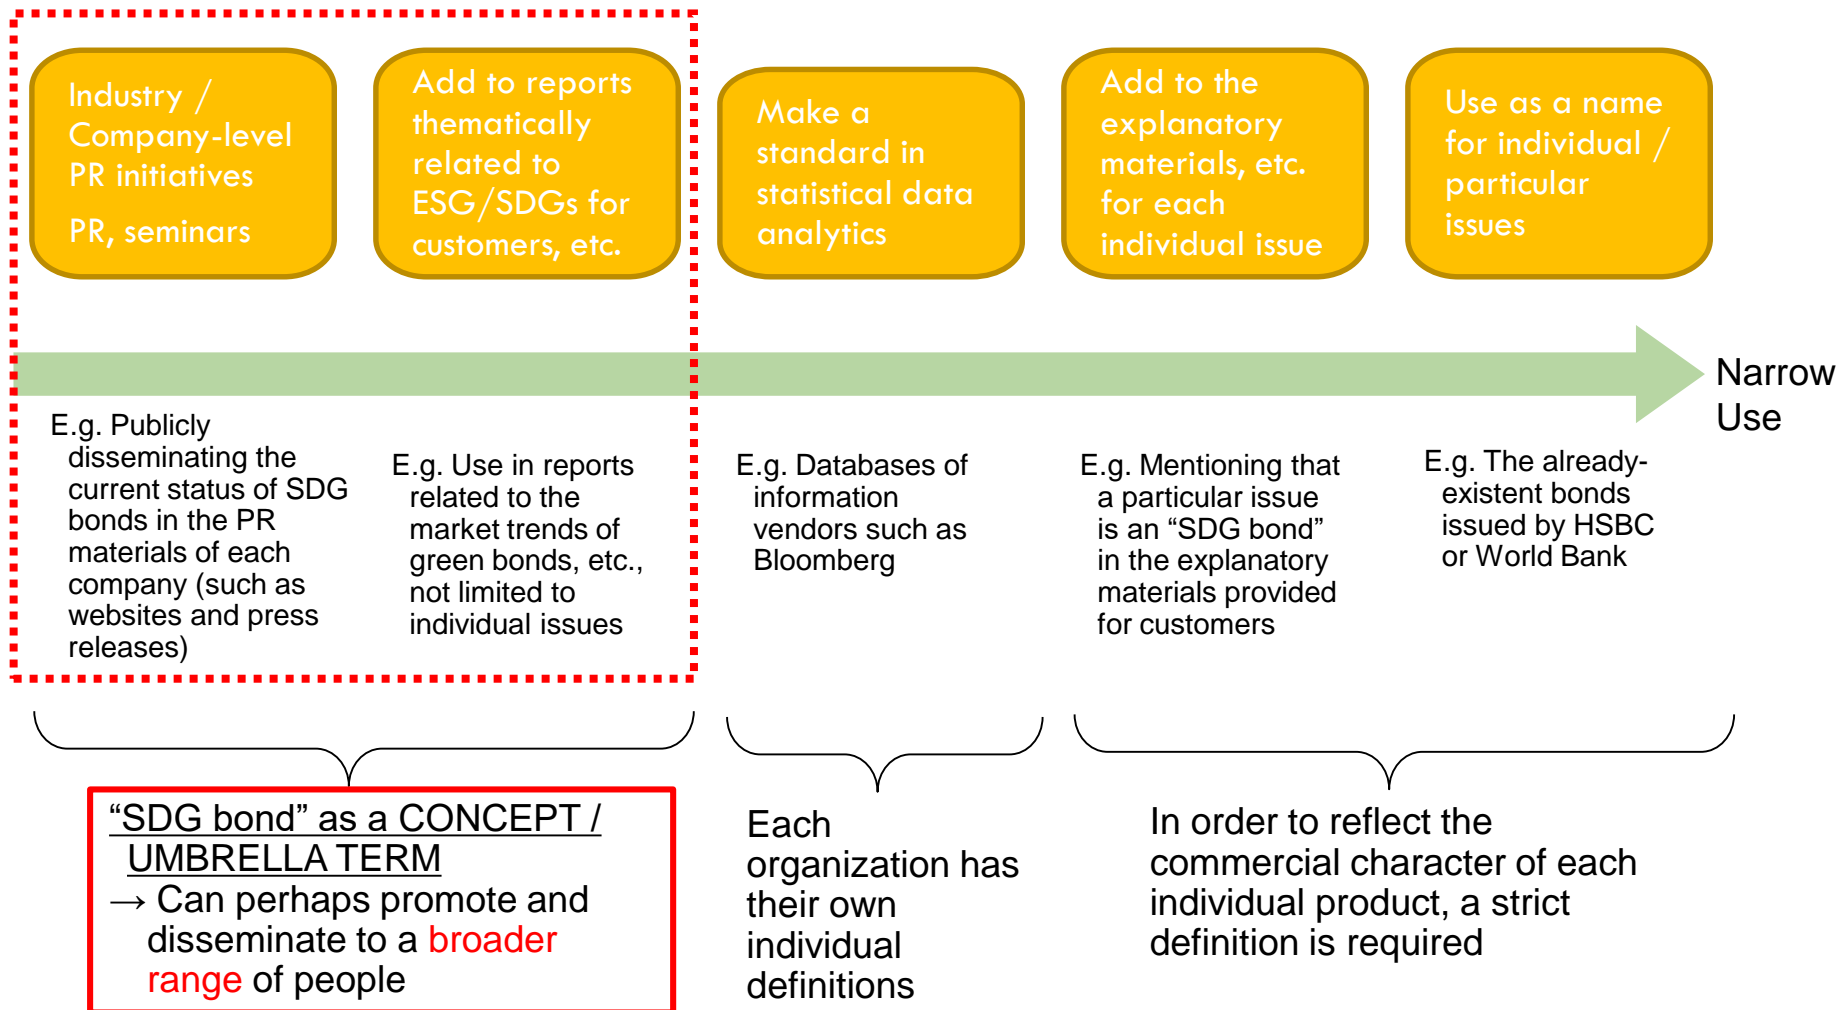 Industry /
Company-level
PR initiatives
PR, seminars
Add to reports
thematically
related to
ESG/SDGs for
customers, etc.
Make a
standard in
statistical data
analytics
Add to the
explanatory
materials, etc.
for each
individual issue
Use as a name
for individual /
particular
issues
Narrow
Use
E.g. Publicly
disseminating the
current status of SDG
bonds in the PR
materials of each
company (such as
websites and press
releases)
E.g. Use in reports
related to the
market trends of
green bonds, etc.,
not limited to
individual issues
E.g. Databases of
information
vendors such as
Bloomberg
E.g. Mentioning that
a particular issue
is an “SDG bond”
in the explanatory
materials provided
for customers
E.g. The already-
existent bonds
issued by HSBC
or World Bank
“SDG bond” as a CONCEPT /
UMBRELLA TERM
→ Can perhaps promote and
disseminate to a broader
range of people
Each
organization has
their own
individual
definitions
In order to reflect the
commercial character of each
individual product, a strict
definition is required